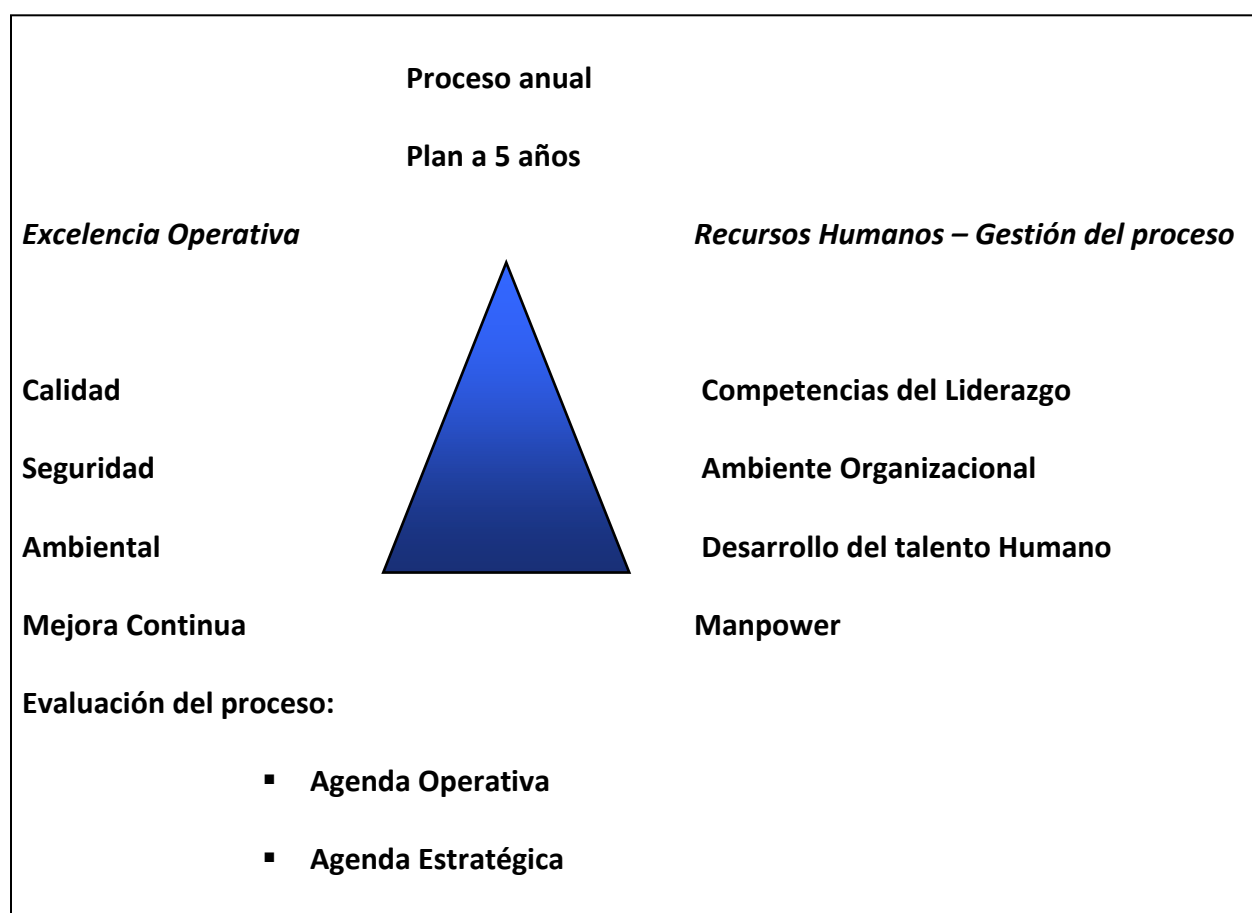 Proceso anual
Plan a 5 años
Excelencia Operativa Recursos Humanos – Gestión del proceso
Calidad Competencias del Liderazgo
Seguridad Ambiente Organizacional
Ambiental Desarrollo del talento Humano
Mejora Continua Manpower
Evaluación del proceso:
▪ Agenda Operativa
▪ Agenda Estratégica